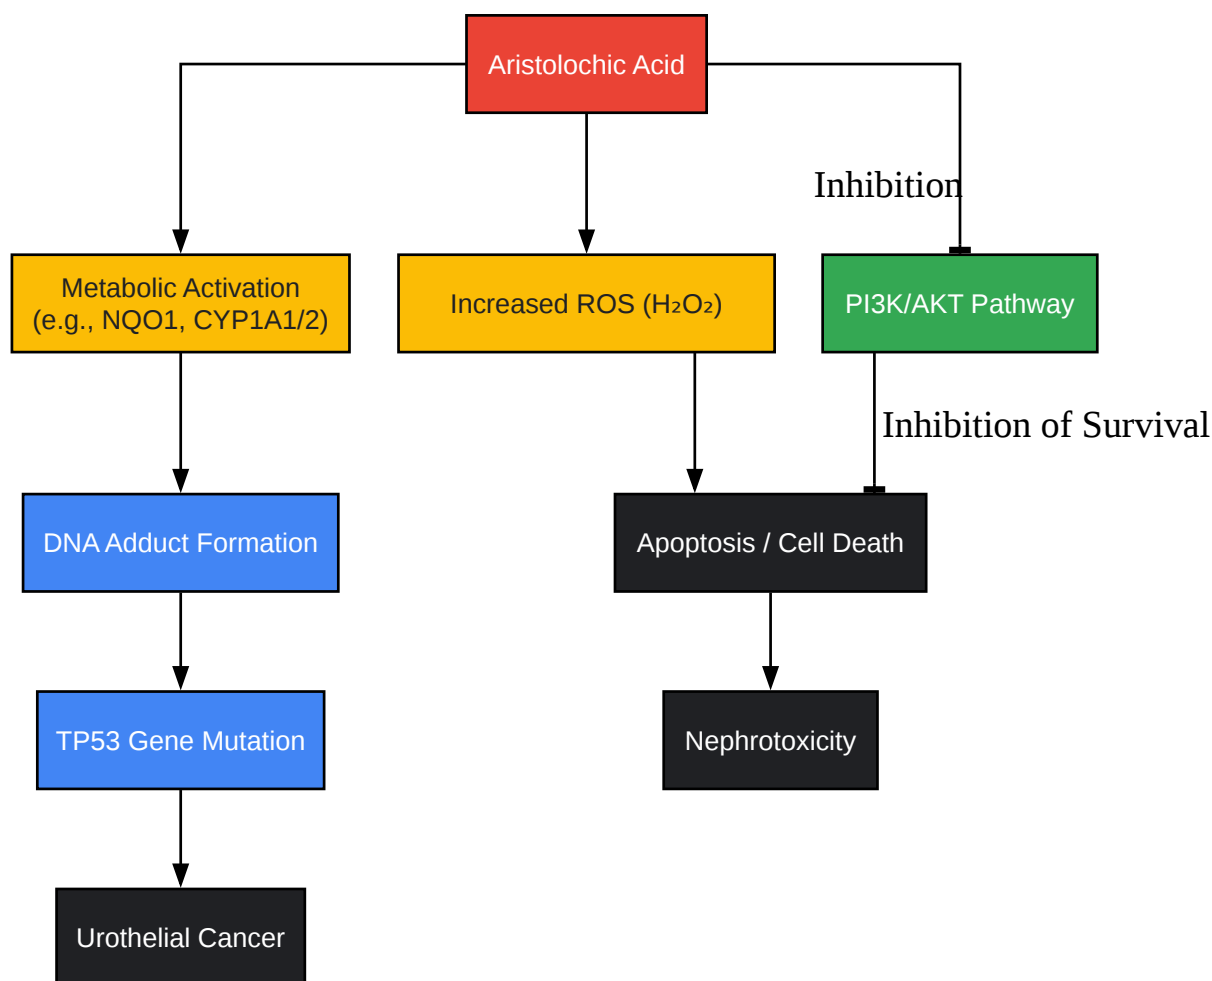 Aristolochic Acid
Inhibition
Metabolic Activation
(e.g., NQO1, CYP1A1/2)
Increased ROS (H₂O₂)
PI3K/AKT Pathway
Inhibition of Survival
DNA Adduct Formation
Apoptosis / Cell Death
TP53 Gene Mutation
Nephrotoxicity
Urothelial Cancer